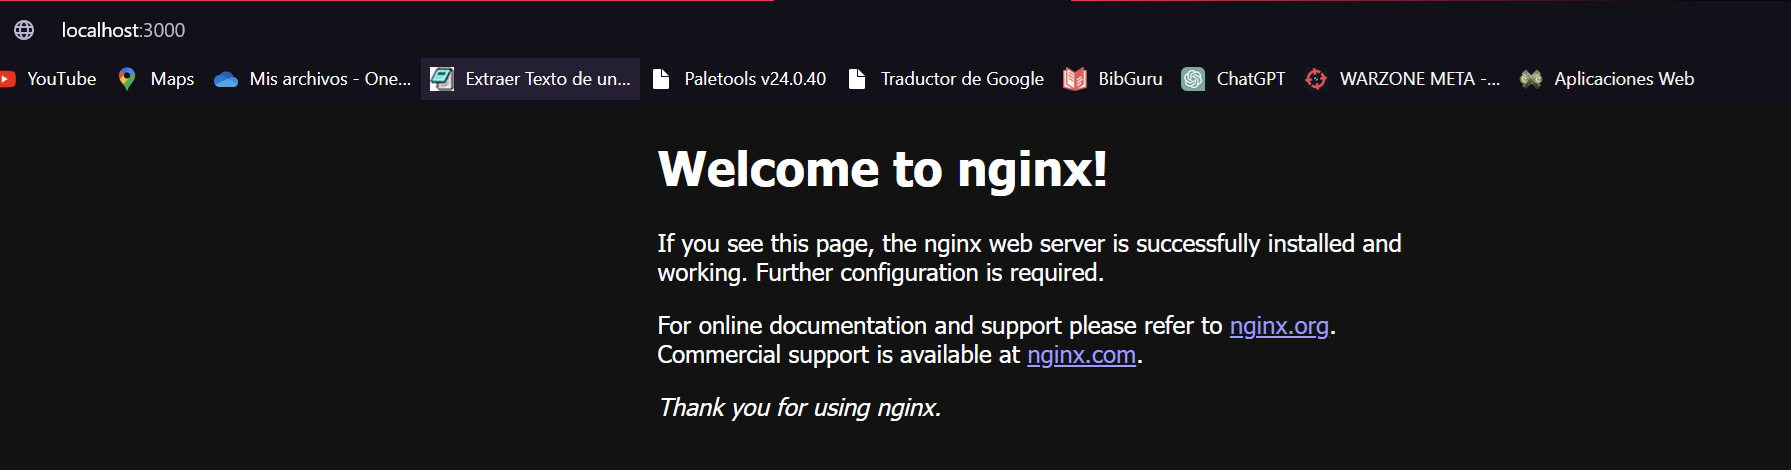 localhost:3000
YouTube Maps Mis archivos - One... Extraer Texto de un... Paletools v24.0.40 Traductor de Google BibGuru ChatGPT WARZONE META -... Aplicaciones Web
Welcome to nginx!
If you see this page, the nginx web server is successfully installed and
working. Further configuration is required.
For online documentation and support please refer to nginx.org.
Commercial support is available at nginx.com.
Thank you for using nginx.